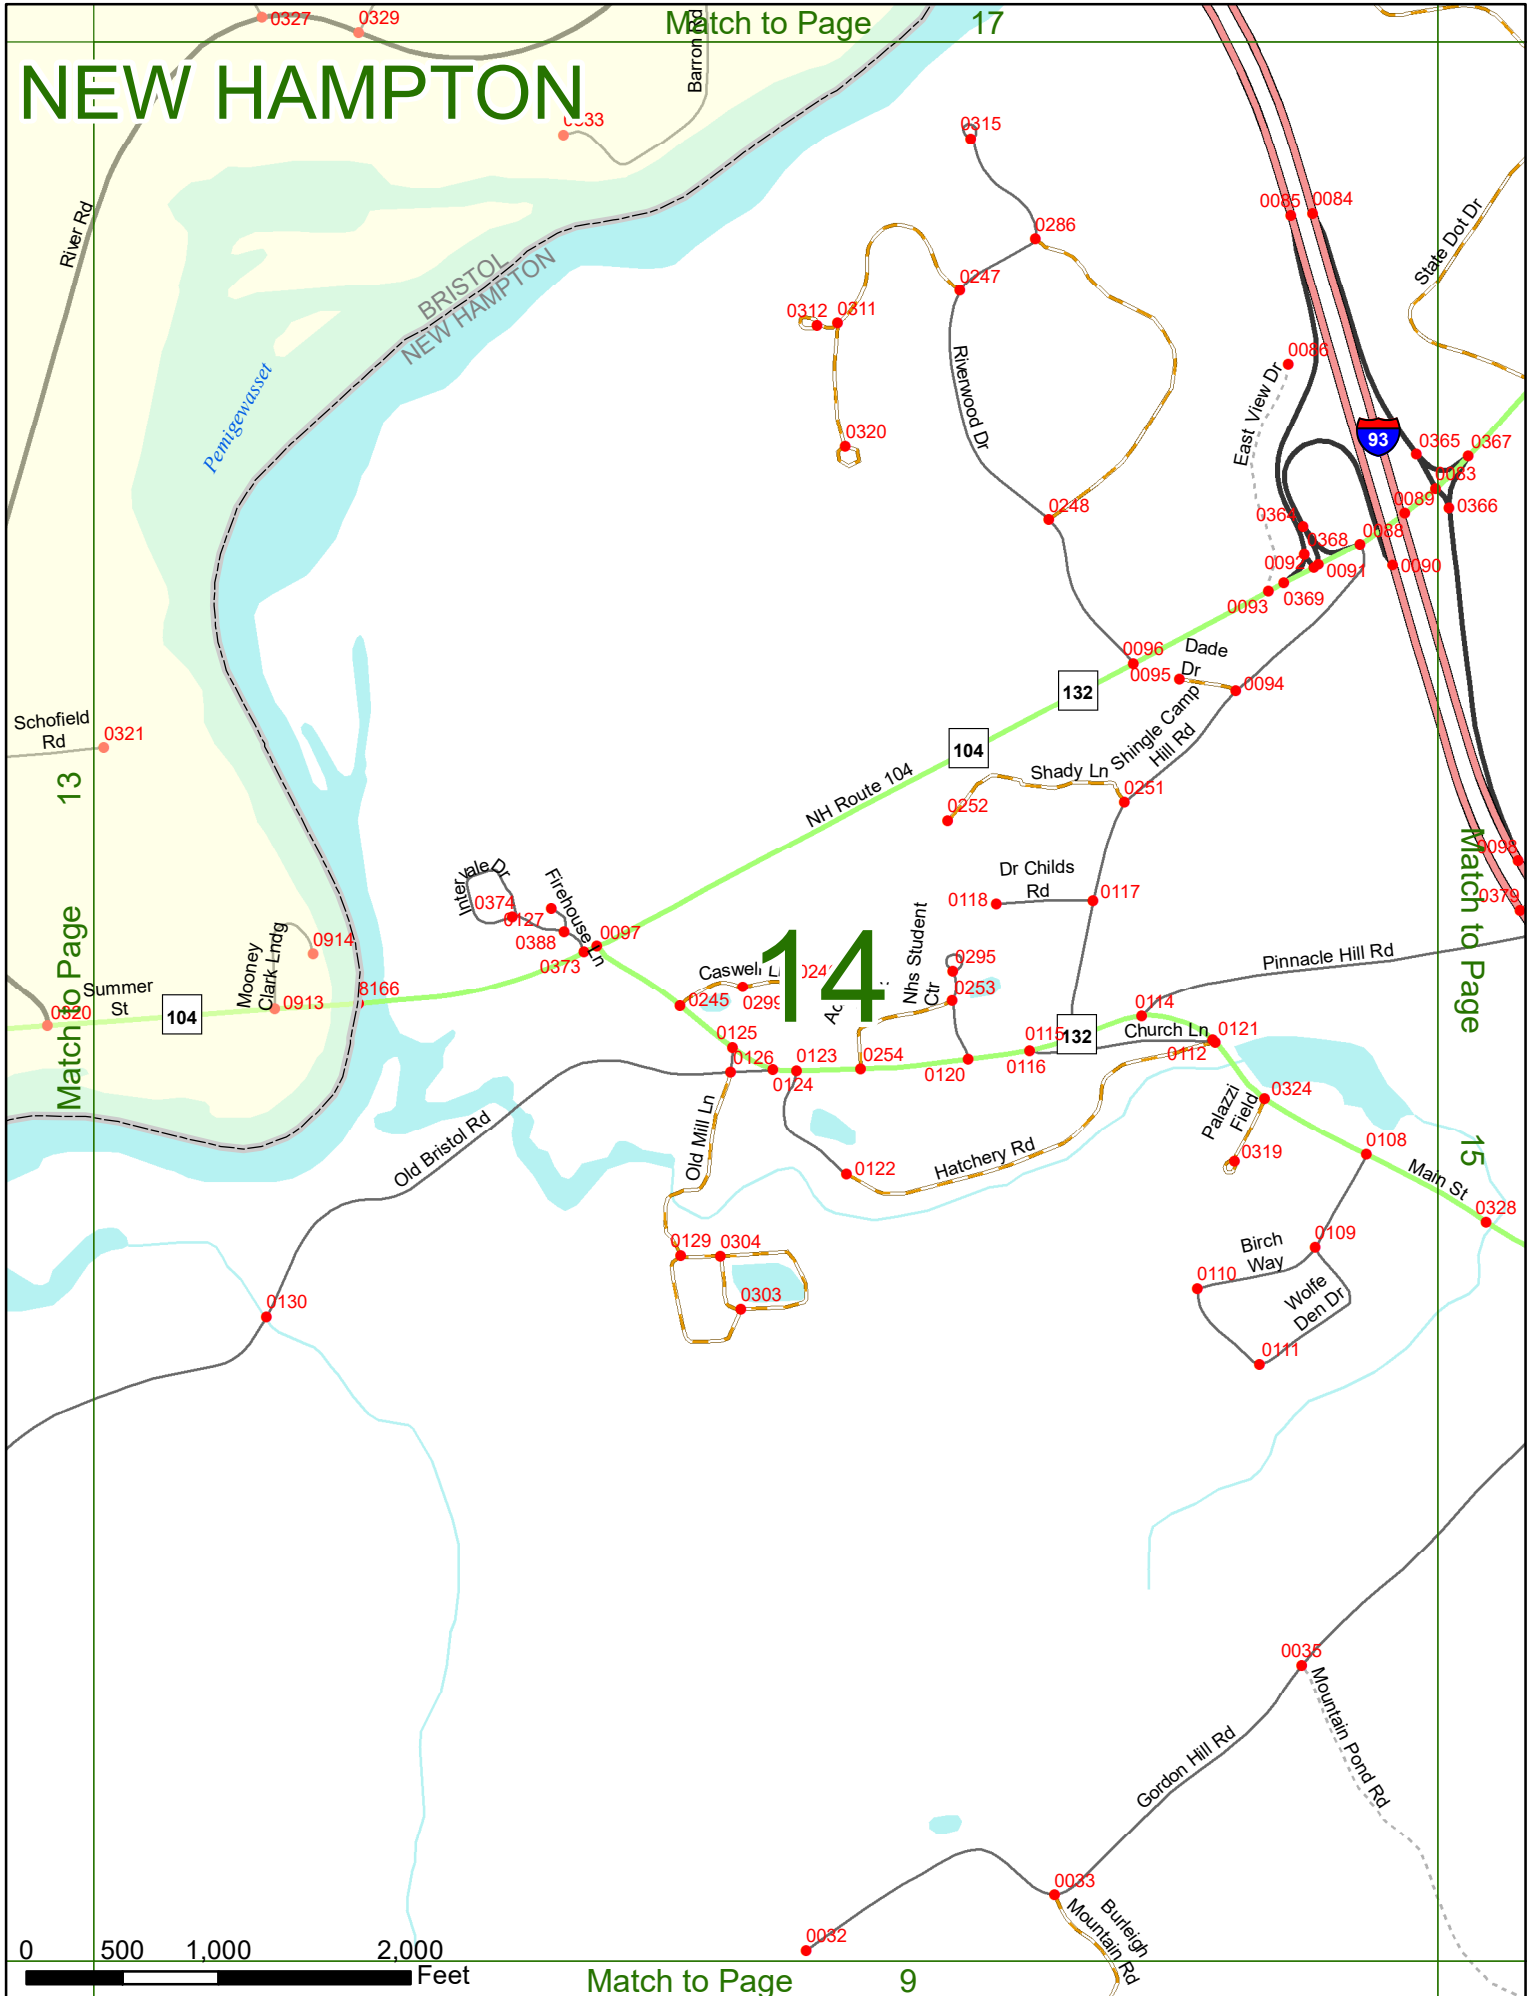 Match to Page 17
0327
0329
Barron Rd
NEW HAMPTON
0315
River Rd
0085
0084
State Dot Dr
0286
BRISTOL
NEW HAMPTON
0247
0312
0311
Riverwood Dr
0086
East View Dr
Pemigewasset
93
0320
0365
0367
0083
0089
0366
0248
0364
0088
0368
0092
0091
0090
0093
0369
0096
Dade
Dr
0095
0094
132
Schofield
Rd
0321
104
Shingle Camp
Hill Rd
NH Route 104
Shady Ln
0251
0252
13
Match to Page
0098
Intervale Dr
Firehouse Ln
Dr Childs
Rd
0374
0127
0118
0117
0379
0388
0097
0373
Nhs Student
Ctr
Mooney
Clark Lndg
0914
Pinnacle Hill Rd
14
0295
Caswell
0299
0253
Summer
St
104
0913
8166
0245
0320
0114
0125
0115
132
Church Ln
0121
0126
0123
0254
0120
0116
0112
0124
Match to Page
Old Bristol Rd
Old Mill Ln
Palazzi
Field
0324
0122
Hatchery Rd
0319
0108
15
Main St
0328
0129
0304
Birch
Way
0109
0110
Wolfe
Den Dr
0303
0130
0111
0035
Mountain Pond Rd
Gordon Hill Rd
0033
Burleigh
Mountain Rd
0032
0 500 1,000 2,000
Feet
Match to Page 9